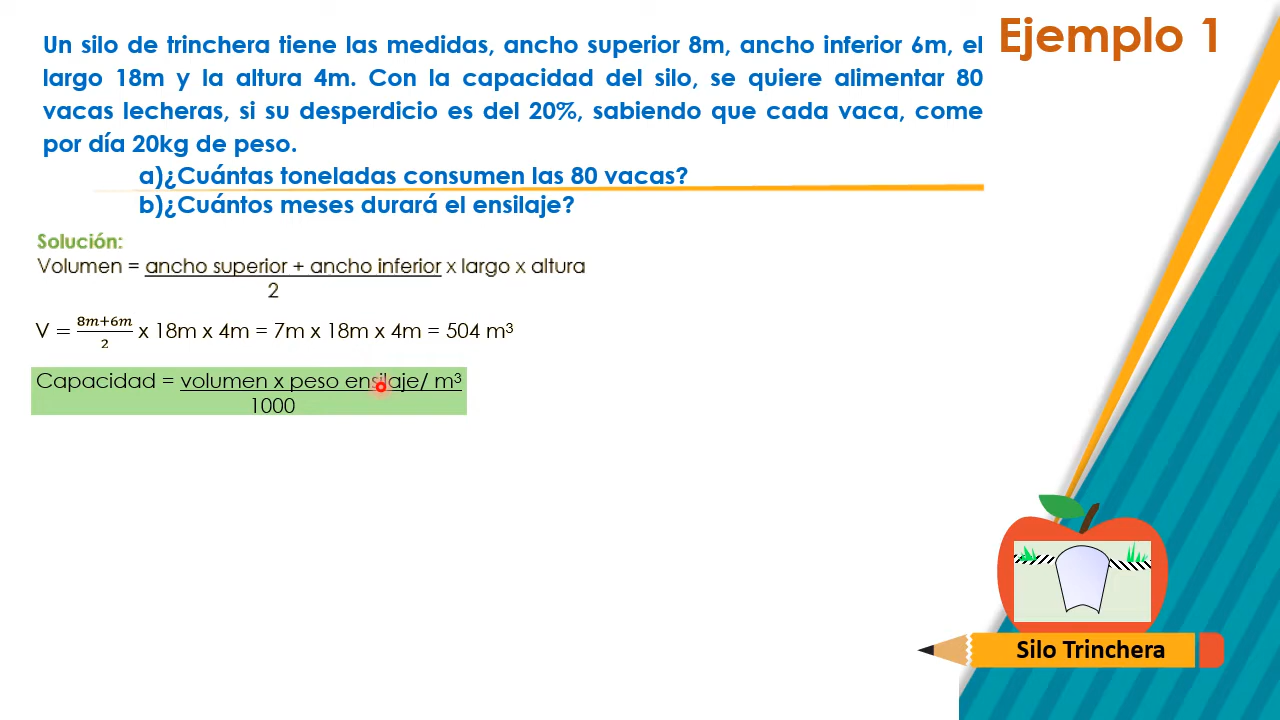 Ejemplo 1
Un silo de trinchera tiene las medidas, ancho superior 8m, ancho inferior 6m, el
largo 18m y la altura 4m. Con la capacidad del silo, se quiere alimentar 80
vacas lecheras, si su desperdicio es del 20%, sabiendo que cada vaca, come
por día 20kg de peso.
a)¿Cuántas toneladas consumen las 80 vacas?
b)¿Cuántos meses durará el ensilaje?
Solución:
Volumen = ancho superior + ancho inferior x largo x altura
2
V = 8m+6m/2 x 18m x 4m = 7m x 18m x 4m = 504 m³
Capacidad = volumen x peso ensilaje/ m³
1000
Silo Trinchera